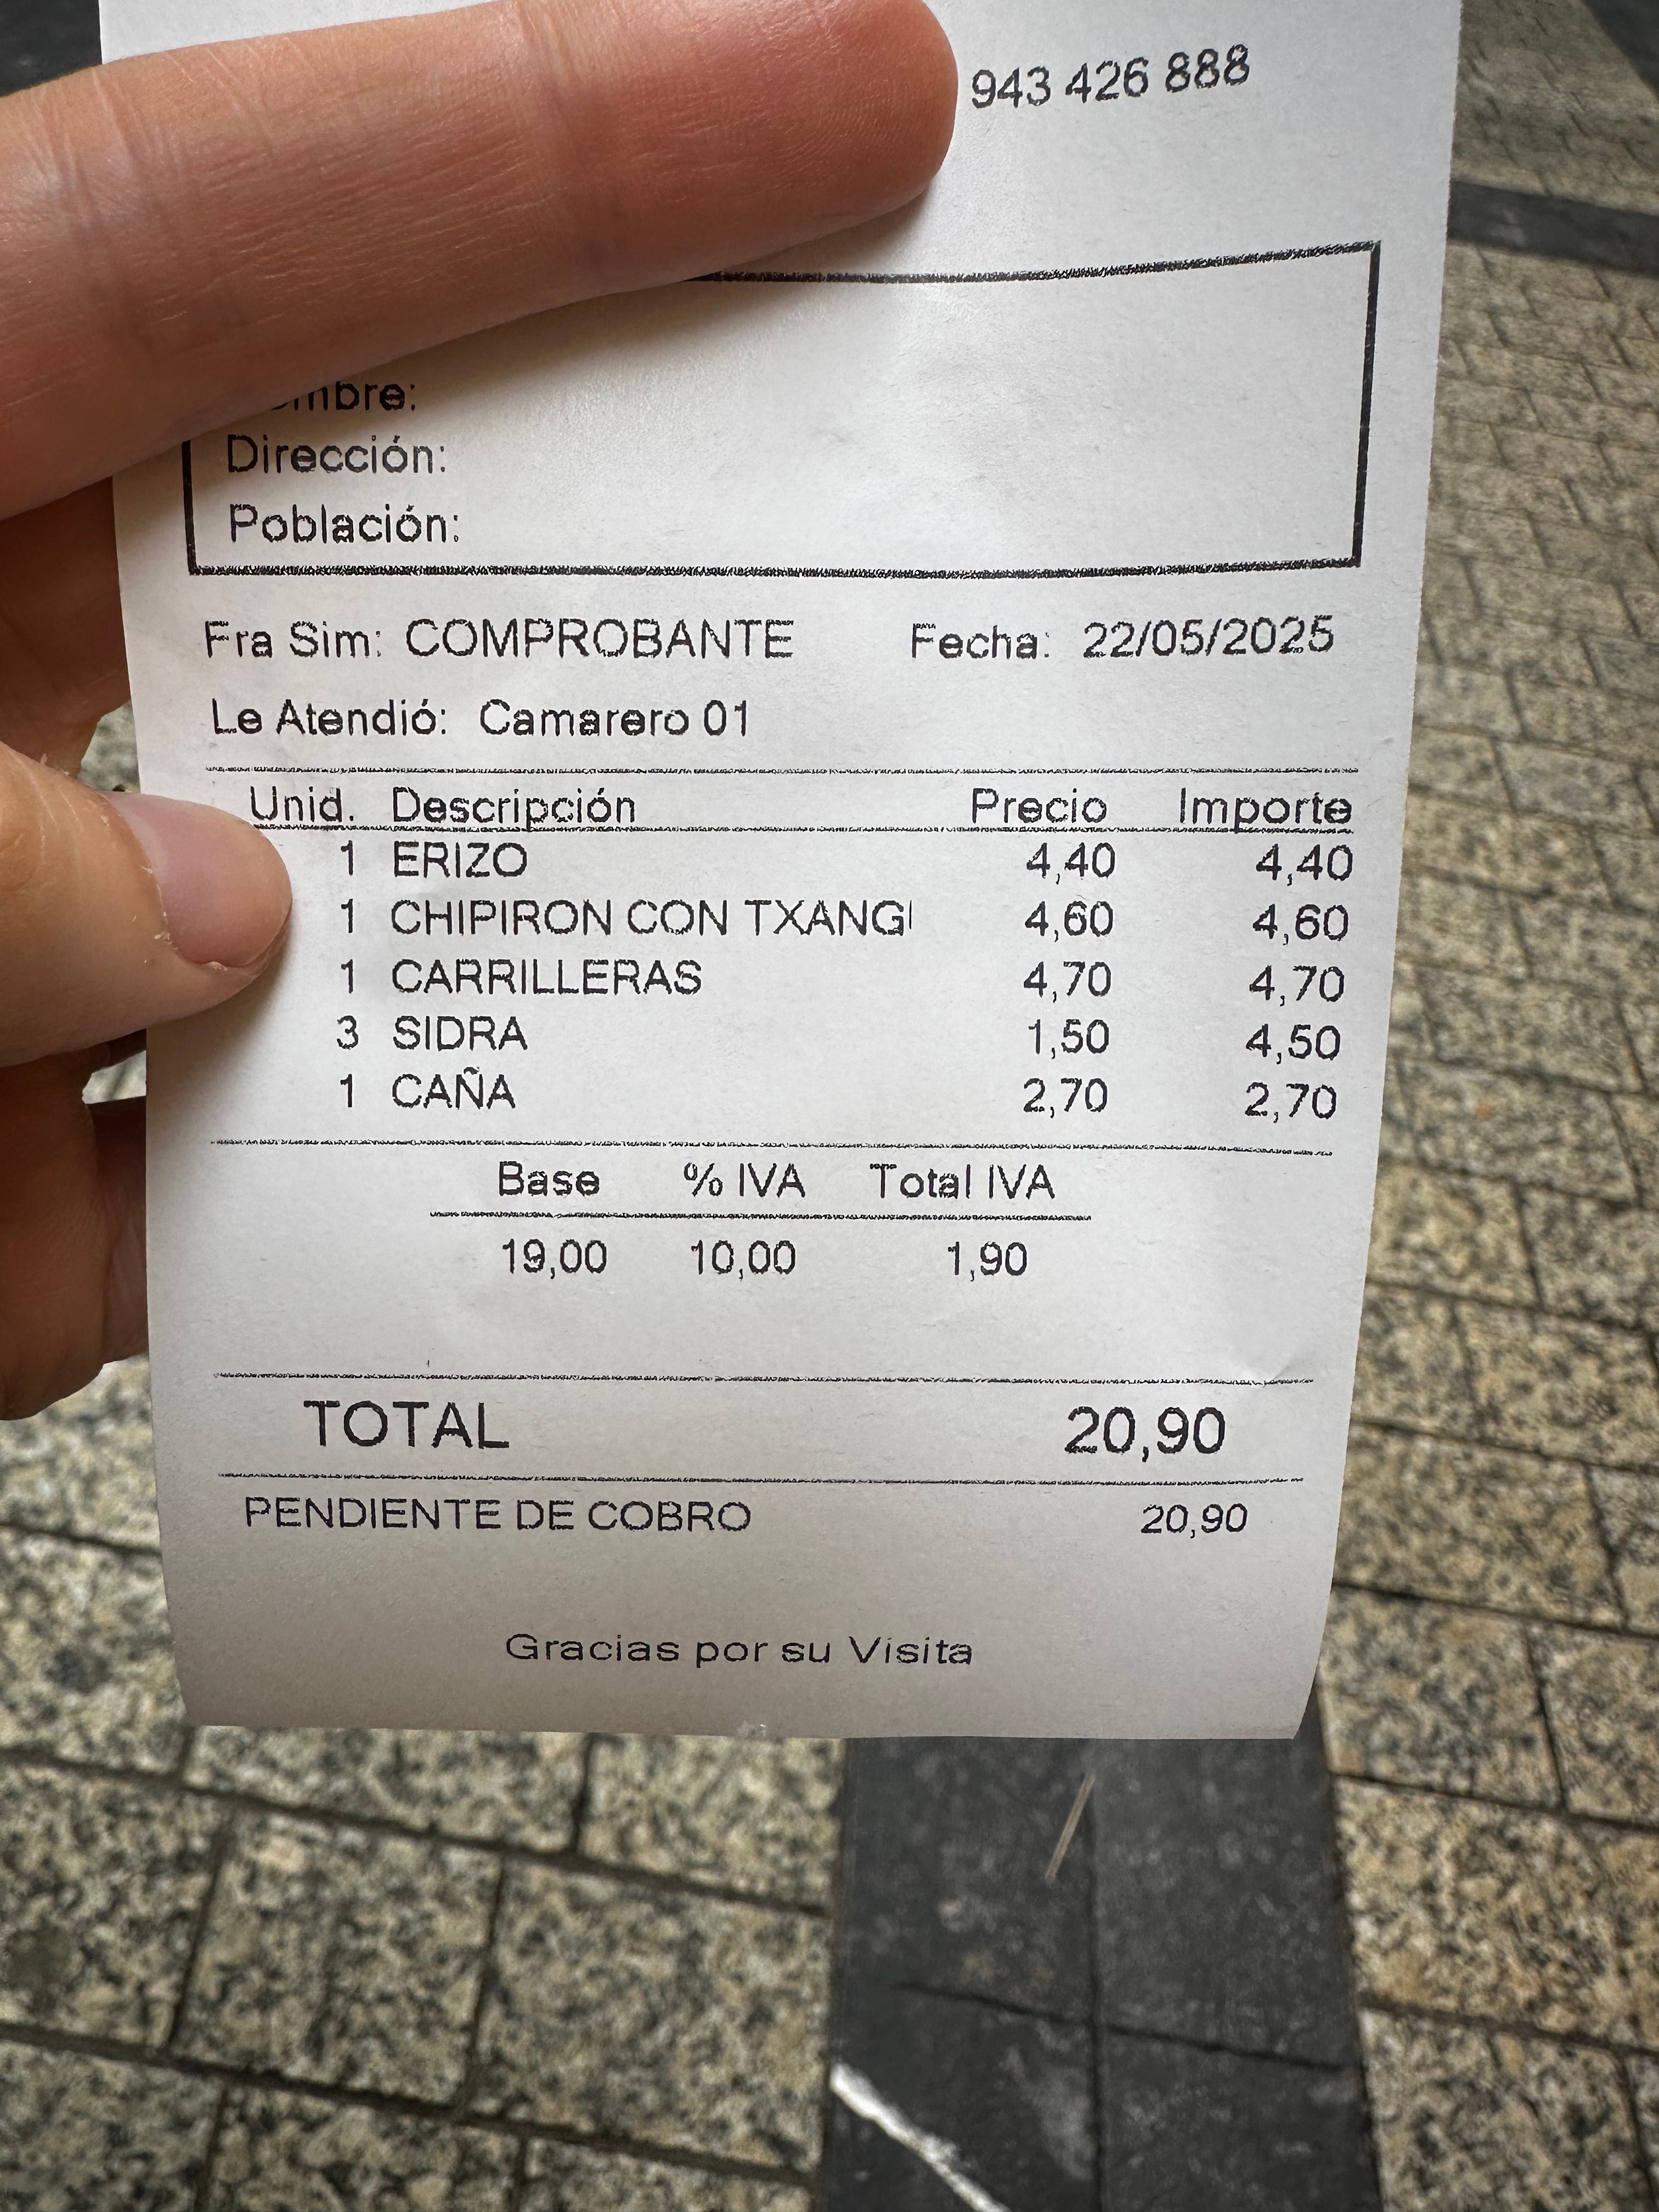 943 426 888
Dirección:
Población:
Fra Sim: COMPROBANTE Fecha: 22/05/2025
Le Atendió: Camarero 01
Unid. Descripción Precio Importe
1 ERIZO 4,40 4,40
1 CHIPIRON CON TXANG 4,60 4,60
1 CARRILLERAS 4,70 4,70
3 SIDRA 1,50 4,50
1 CAÑA 2,70 2,70
Base % IVA Total IVA
19,00 10,00 1,90
TOTAL 20,90
PENDIENTE DE COBRO 20,90
Gracias por su Visita